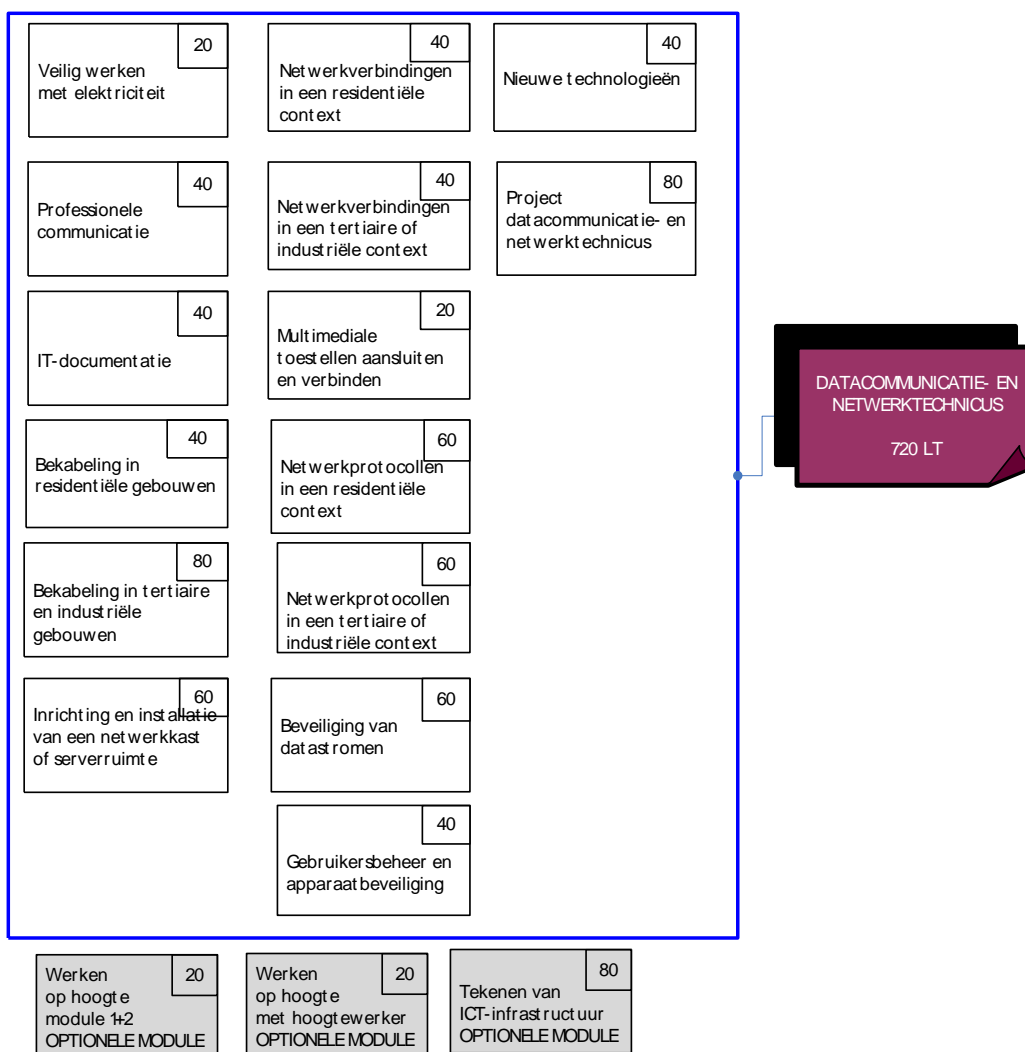 20
Veilig werken
met elektriciteit
40
Netwerkverbindingen
in een residentiële
context
40
Nieuwe technologieën
40
Professionele
communicatie
40
Netwerkverbindingen
in een tertiaire of
industriële context
80
Project
datacommunicatie- en
netwerktechnicus
40
IT-documentatie
20
Multimediale
toestellen aansluiten
en verbinden
DATACOMMUNICATIE- EN
NETWERKTECHNICUS
720 LT
40
Bekabeling in
residentiële gebouwen
60
Netwerkprotocollen
in een residentiële
context
80
Bekabeling in tertiaire
en industriële
gebouwen
60
Netwerkprotocollen
in een tertiaire of
industriële context
60
Inrichting en installatie
van een netwerkkast
of serverruimte
60
Beveiliging van
datastromen
40
Gebruikersbeheer en
apparaatbeveiliging
Werken
20
op hoogte
module 1+2
OPTIONELE MODULE
Werken
20
op hoogte
met hoogtewerker
OPTIONELE MODULE
80
Tekenen van
ICT-infrastructuur
OPTIONELE MODULE